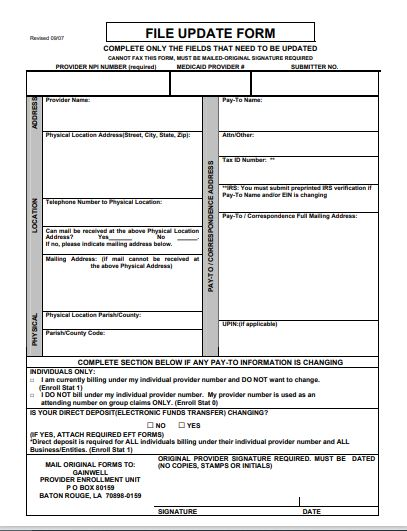 Revised 09/07
FILE UPDATE FORM
COMPLETE ONLY THE FIELDS THAT NEED TO BE UPDATED
CANNOT FAX THIS FORM, MUST BE MAILED-ORIGINAL SIGNATURE REQUIRED
PROVIDER NPI NUMBER (required) MEDICAID PROVIDER # SUBMITTER NO.
PHYSICAL LOCATION ADDRESS
Provider Name:
Physical Location Address(Street, City, State, Zip):
Telephone Number to Physical Location:
Can mail be received at the above Physical Location
Address? Yes______ No ______.
If no, please indicate mailing address below.
Mailing Address: (if mail cannot be received at
the above Physical Address)
Physical Location Parish/County:
Parish/County Code:
PAY-TO / CORRESPONDENCE ADDRESS
Pay-To Name:
Attn/Other:
Tax ID Number: **
**IRS: You must submit preprinted IRS verification if
Pay-To Name and/or EIN is changing
Pay-To / Correspondence Full Mailing Address:
UPIN:(if applicable)
COMPLETE SECTION BELOW IF ANY PAY-TO INFORMATION IS CHANGING
INDIVIDUALS ONLY:
□ I am currently billing under my individual provider number and DO NOT want to change.
(Enroll Stat 1)
□ I DO NOT bill under my individual provider number. My provider number is used as an
attending number on group claims ONLY. (Enroll Stat 0)
IS YOUR DIRECT DEPOSIT(ELECTRONIC FUNDS TRANSFER) CHANGING?
□ NO □ YES
(IF YES, ATTACH REQUIRED EFT FORMS)
*Direct deposit is required for ALL individuals billing under their individual provider number and ALL
Business/Entities. (Enroll Stat 1)
MAIL ORIGINAL FORMS TO:
GAINWELL
PROVIDER ENROLLMENT UNIT
P O BOX 80159
BATON ROUGE, LA 70898-0159
ORIGINAL PROVIDER SIGNATURE REQUIRED. MUST BE DATED
(NO COPIES, STAMPS OR INITIALS)
SIGNATURE DATE